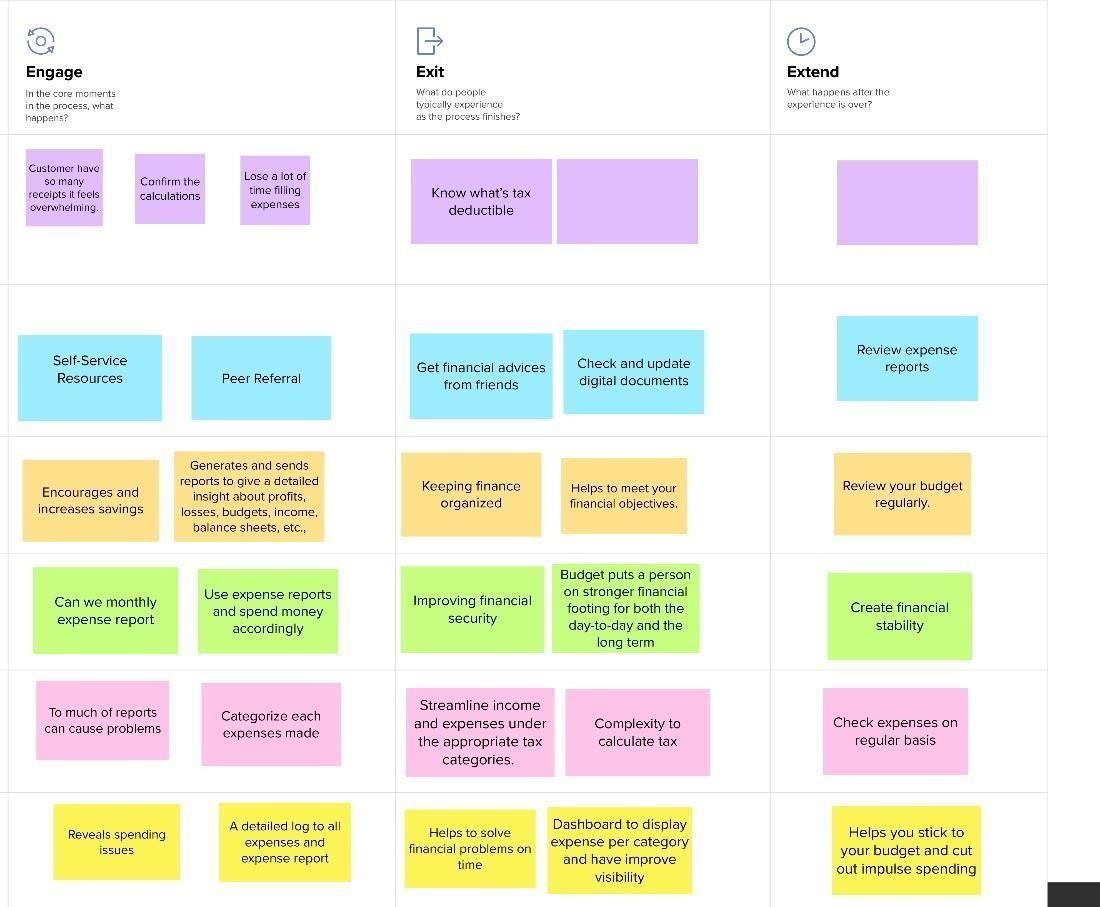 Engage
In the core moments
in the process, what
happens?
Exit
What do people
typically experience
as the process finishes?
Extend
What happens after the
experience is over?
Customer have
so many
receipts it feels
overwhelming.
Confirm the
calculations
Lose a lot of
time filling
expenses
Know what's tax
deductible
Self-Service
Resources
Peer Referral
Get financial advices
from friends
Check and update
digital documents
Review expense
reports
Encourages and
increases savings
Generates and sends
reports to give a detailed
insight about profits,
losses, budgets, income,
balance sheets, etc.,
Keeping finance
organized
Helps to meet your
financial objectives.
Review your budget
regularly.
Can we monthly
expense report
Use expense reports
and spend money
accordingly
Improving financial
security
Budget puts a person
on stronger financial
footing for both the
day-to-day and the
long term
Create financial
stability
To much of reports
can cause problems
Categorize each
expenses made
Streamline income
and expenses under
the appropriate tax
categories.
Complexity to
calculate tax
Check expenses on
regular basis
Reveals spending
issues
A detailed log to all
expenses and
expense report
Helps to solve
financial problems on
time
Dashboard to display
expense per category
and have improve
visibility
Helps you stick to
your budget and cut
out impulse spending